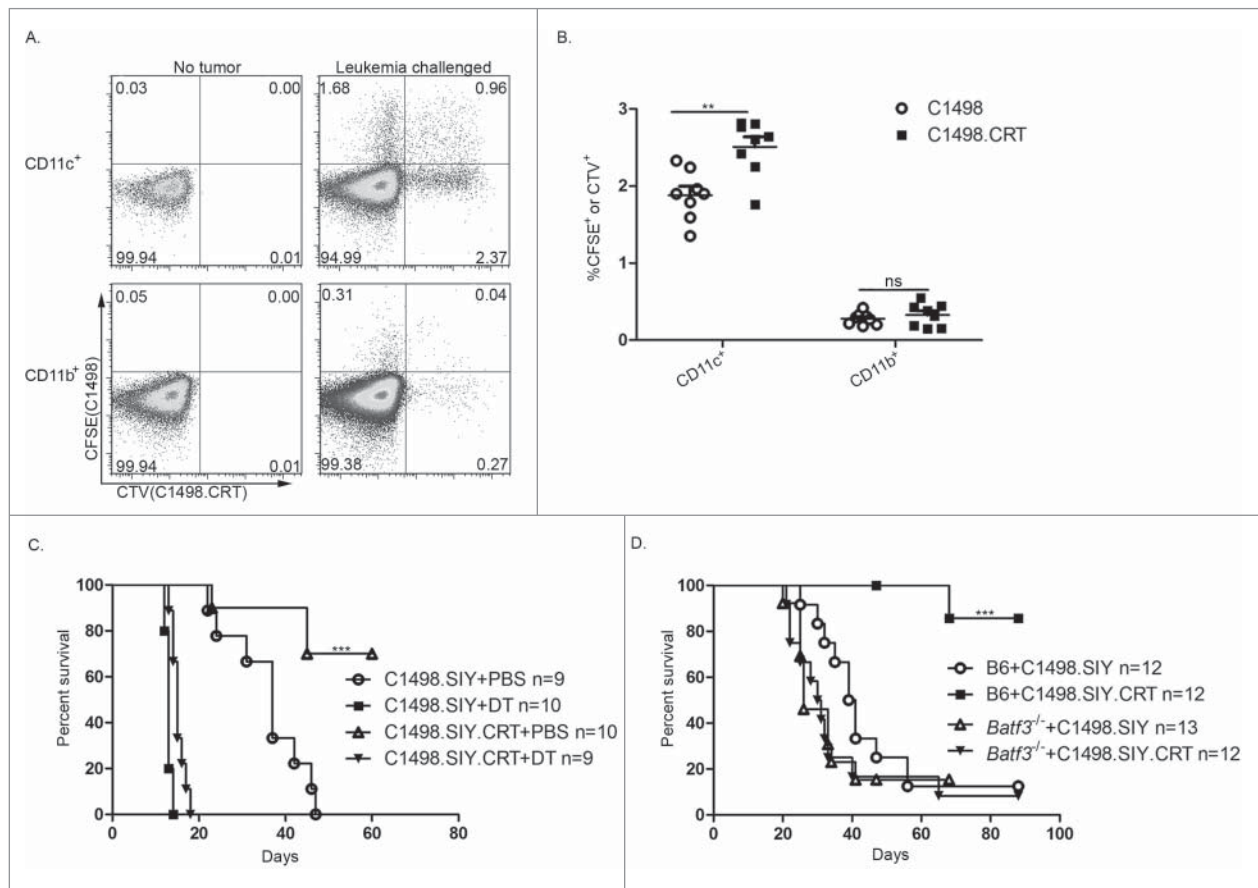 A.
No tumor
Leukemia challenged
0.03
0.00
1.68
0.96
CD11c⁺
99.94
0.01
94.99
2.37
0.05
0.00
0.31
0.04
CD11b⁺
99.94
0.01
99.38
0.27
CFSE(C1498)
CTV(C1498.CRT)
B.
3
2
1
0
%CFSE⁺ or CTV⁺
**
ns
C1498
C1498.CRT
CD11c⁺
CD11b⁺
C.
100
80
60
40
20
0
Percent survival
***
C1498.SIY+PBS n=9
C1498.SIY+DT n=10
C1498.SIY.CRT+PBS n=10
C1498.SIY.CRT+DT n=9
0 20 40 60 80
Days
D.
100
80
60
40
20
0
Percent survival
***
B6+C1498.SIY n=12
B6+C1498.SIY.CRT n=12
Batf3⁻/⁻+C1498.SIY n=13
Batf3⁻/⁻+C1498.SIY.CRT n=12
0 20 40 60 80 100
Days